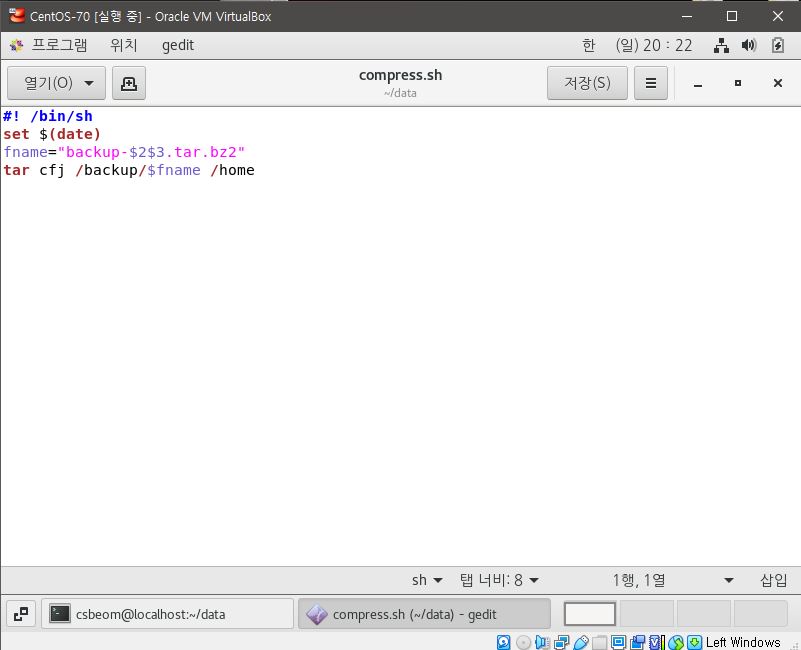 CentOS-70 [실행 중] - Oracle VM VirtualBox
프로그램 위치 gedit 한 (일) 20 : 22
열기(O) compress.sh 저장(S)
~/data
#! /bin/sh
set $(date)
fname="backup-$2$3.tar.bz2"
tar cfj /backup/$fname /home
sh 탭 너비: 8 1행, 1열 삽입
csbeom@localhost:~/data compress.sh (~/data) - gedit
Left Windows